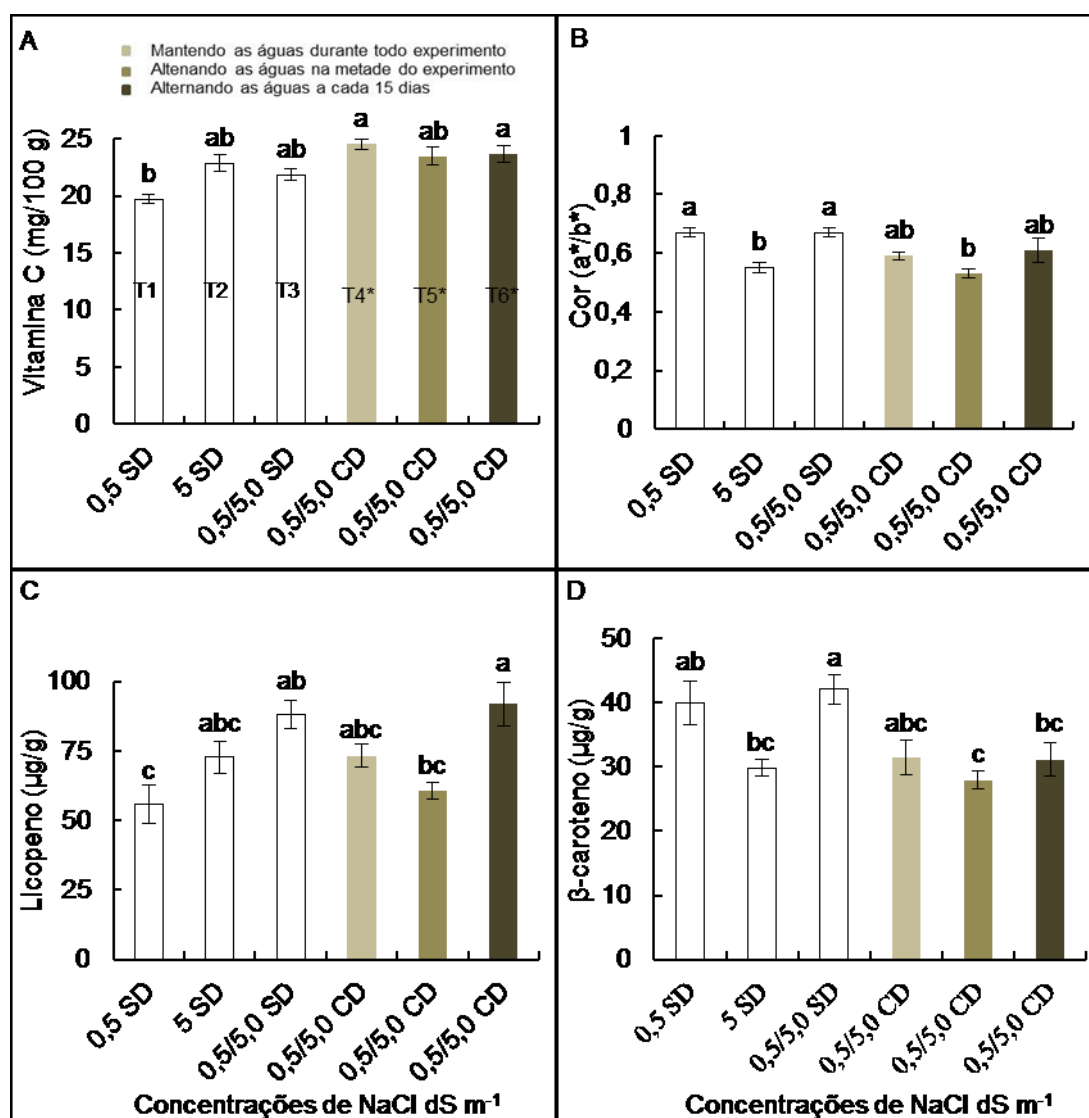 A
Mantendo as águas durante todo experimento
Altenando as águas na metade do experimento
Alternando as águas a cada 15 dias
Vitamina C (mg/100 g)
25
20
15
10
5
0
b
ab
ab
a
ab
a
T1
T2
T3
T4*
T5*
T6*
0,5 SD
5 SD
0,5/5,0 SD
0,5/5,0 CD
0,5/5,0 CD
0,5/5,0 CD
B
Cor (a*/b*)
1
0,8
0,6
0,4
0,2
0
a
b
a
ab
b
ab
0,5 SD
5 SD
0,5/5,0 SD
0,5/5,0 CD
0,5/5,0 CD
0,5/5,0 CD
C
Licopeno (µg/g)
100
75
50
25
0
c
abc
ab
abc
bc
a
0,5 SD
5 SD
0,5/5,0 SD
0,5/5,0 CD
0,5/5,0 CD
0,5/5,0 CD
Concentrações de NaCl dS m⁻¹
D
β-caroteno (µg/g)
50
40
30
20
10
0
ab
bc
a
abc
c
bc
0,5 SD
5 SD
0,5/5,0 SD
0,5/5,0 CD
0,5/5,0 CD
0,5/5,0 CD
Concentrações de NaCl dS m⁻¹